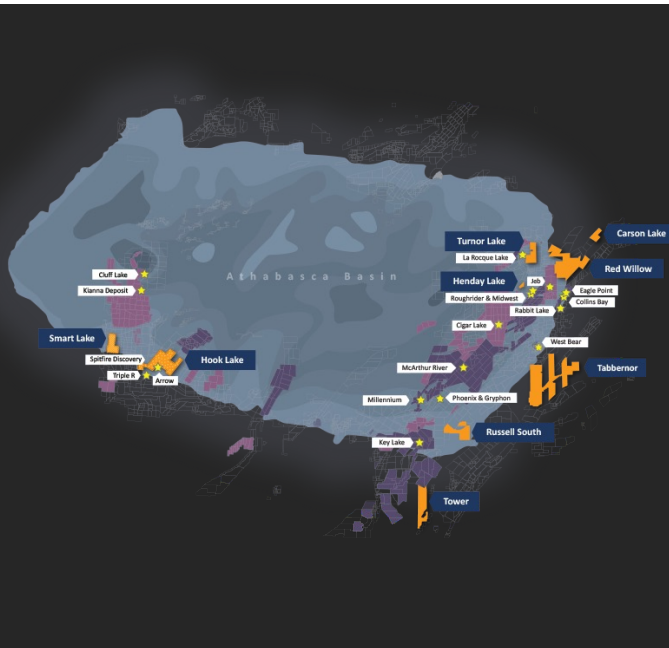 Carson Lake
Turnor Lake
La Rocque Lake
Red Willow
Cluff Lake
Athabasca Basin
Henday Lake
Jeb
Kianna Deposit
Eagle Point
Roughrider & Midwest
Collins Bay
Rabbit Lake
Cigar Lake
Smart Lake
West Bear
Spitfire Discovery
Hook Lake
McArthur River
Tabbernor
Triple R
Arrow
Millennium
Phoenix & Gryphon
Russell South
Key Lake
Tower